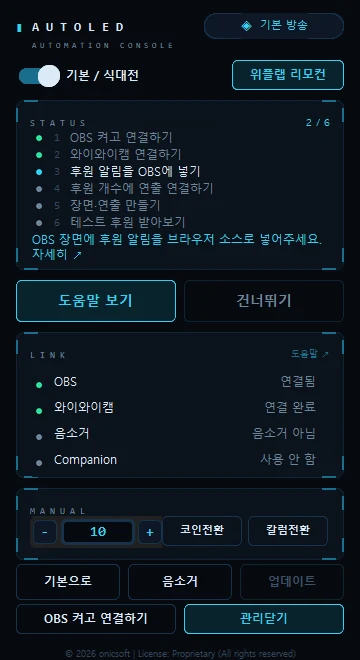 AUTOLED
◈ 기본 방송
AUTOMATION CONSOLE
기본 / 식대전
위플랩 리모컨
STATUS
2 / 6
1 OBS 켜고 연결하기
2 와이와이캠 연결하기
3 후원 알림을 OBS에 넣기
4 후원 개수에 연출 연결하기
5 장면·연출 만들기
6 테스트 후원 받아보기
OBS 장면에 후원 알림을 브라우저 소스로 넣어주세요.
자세히 ↗
도움말 보기
건너뛰기
LINK
도움말 ↗
OBS 연결됨
와이와이캠 연결 완료
음소거 음소거 아님
Companion 사용 안 함
MANUAL
- 10 + 코인전환 칼럼전환
기본으로 음소거 업데이트
OBS 켜고 연결하기 관리닫기
© 2026 onicsoft | License: Proprietary (All rights reserved)